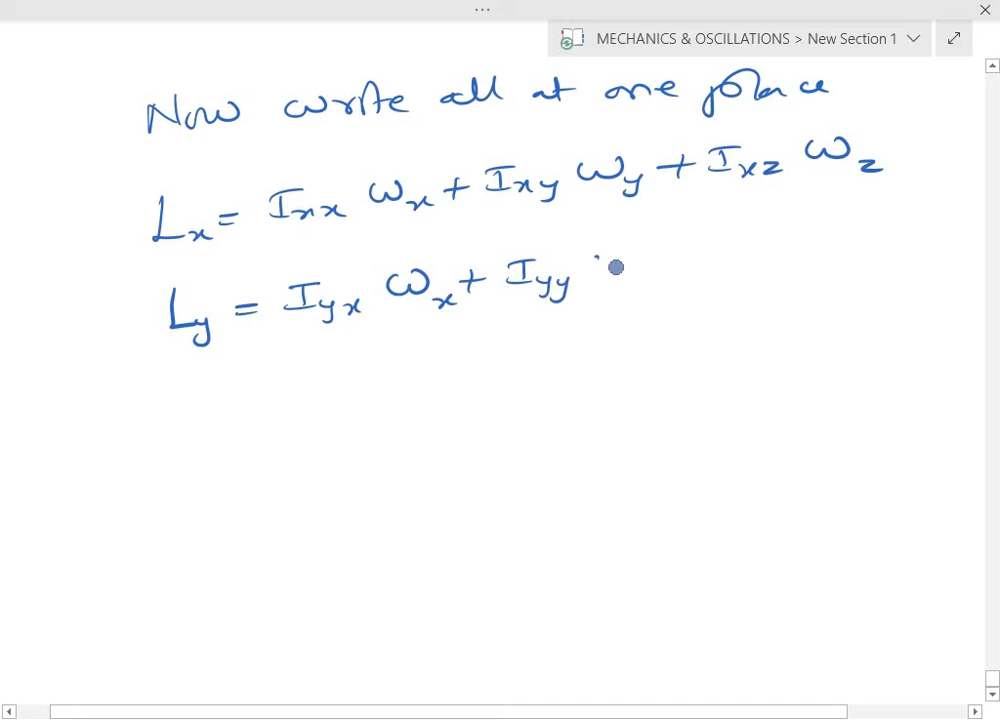 ...
MECHANICS & OSCILLATIONS > New Section 1
Now write all at one place
Lx = Ixx ωx + Ixy ωy + Ixz ωz
Ly = Iyx ωx + Iyy